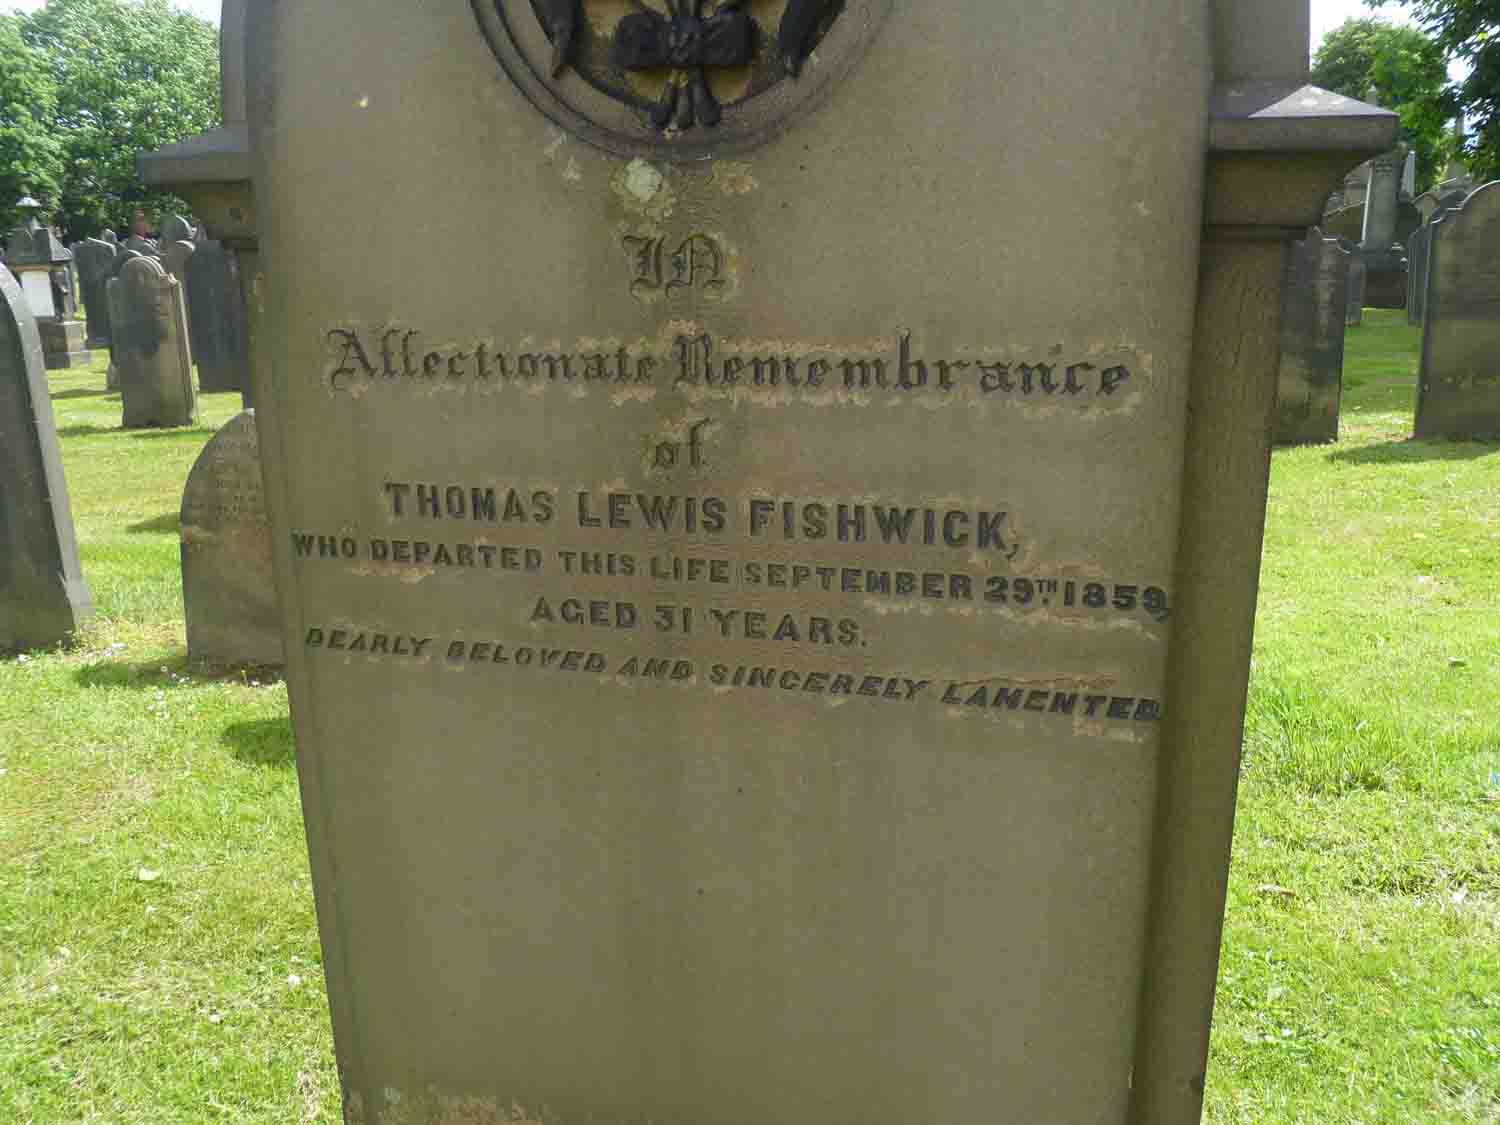 IN
Affectionate Remembrance
of
THOMAS LEWIS FISHWICK,
WHO DEPARTED THIS LIFE SEPTEMBER 29TH. 1859,
AGED 31 YEARS.
DEARLY BELOVED AND SINCERELY LAMENTED.